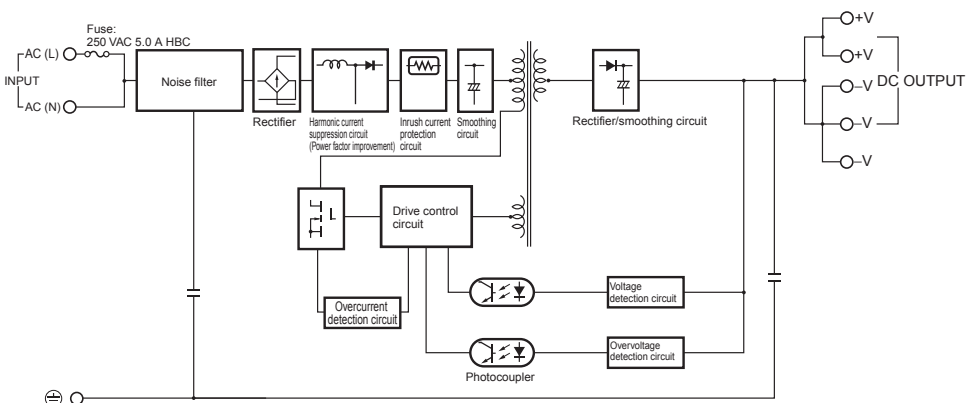 Fuse:
250 VAC 5.0 A HBC
AC (L)
INPUT
AC (N)
Noise filter
Rectifier
Harmonic current
suppression circuit
(Power factor improvement)
Inrush current
protection
circuit
Smoothing
circuit
Rectifier/smoothing circuit
+V
+V
–V
DC OUTPUT
–V
–V
Drive control
circuit
Overcurrent
detection circuit
Voltage
detection circuit
Overvoltage
detection circuit
Photocoupler